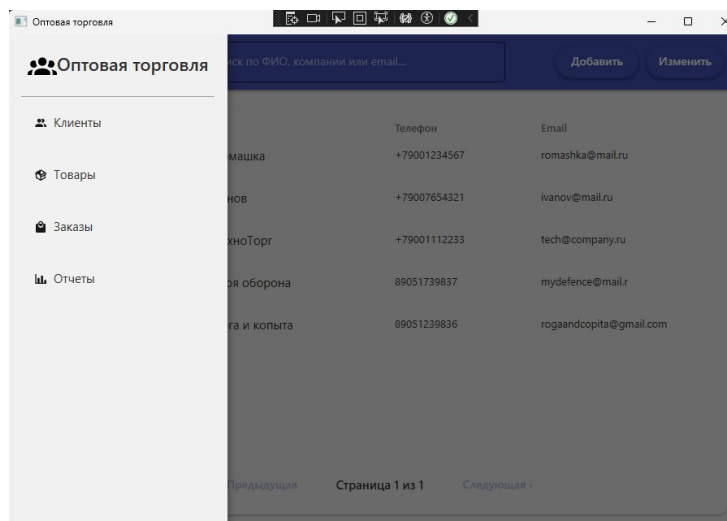 Оптовая торговля
Оптовая торговля
иск по ФИО, компании или email...
Добавить
Изменить
Клиенты
Товары
Заказы
Отчеты
Телефон
Email
машка
+79001234567
romashka@mail.ru
нов
+79007654321
ivanov@mail.ru
хноТорг
+79001112233
tech@company.ru
оя оборона
89051739837
mydefence@mail.r
га и копыта
89051239836
rogaandcopita@gmail.com
Предыдущая
Страница 1 из 1
Следующая ›